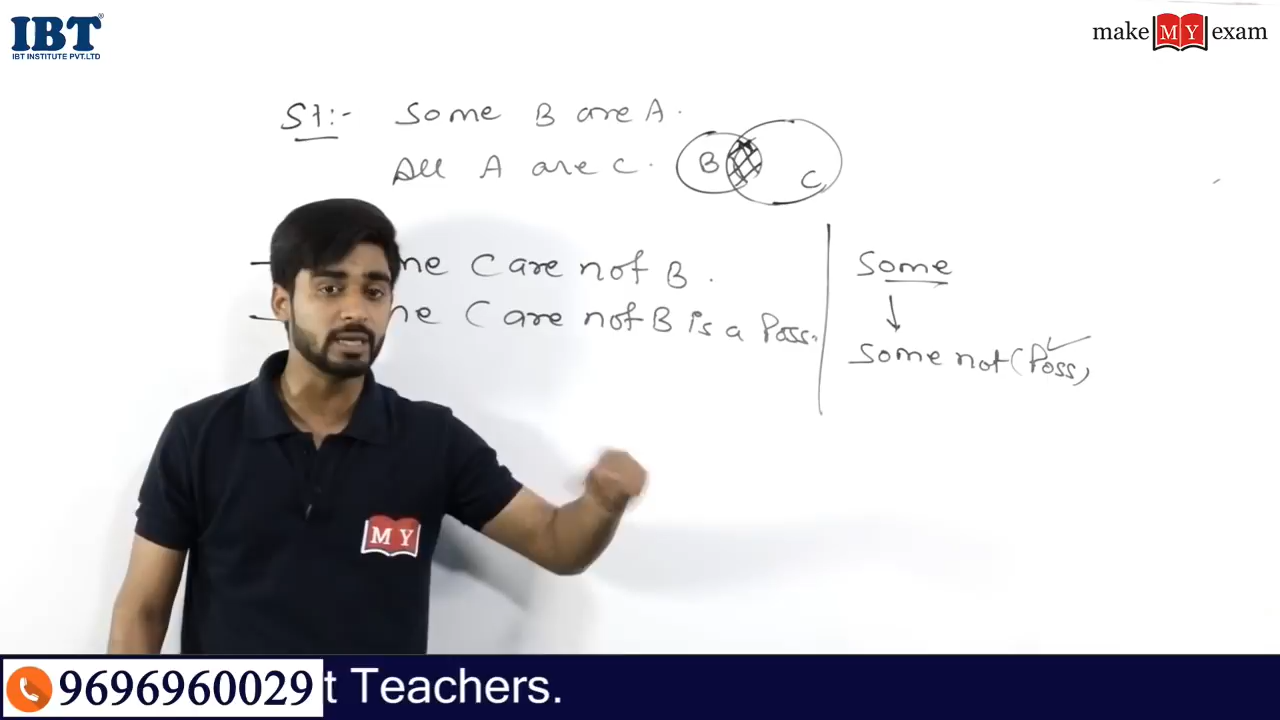 IBT
IBT INSTITUTE PVT.LTD
make MY exam
St:- Some B are A.
All A are C.
B
C
me C are not B.
me C are not B is a Poss.
Some
Some not (Poss)
MY
9696960029
t Teachers.